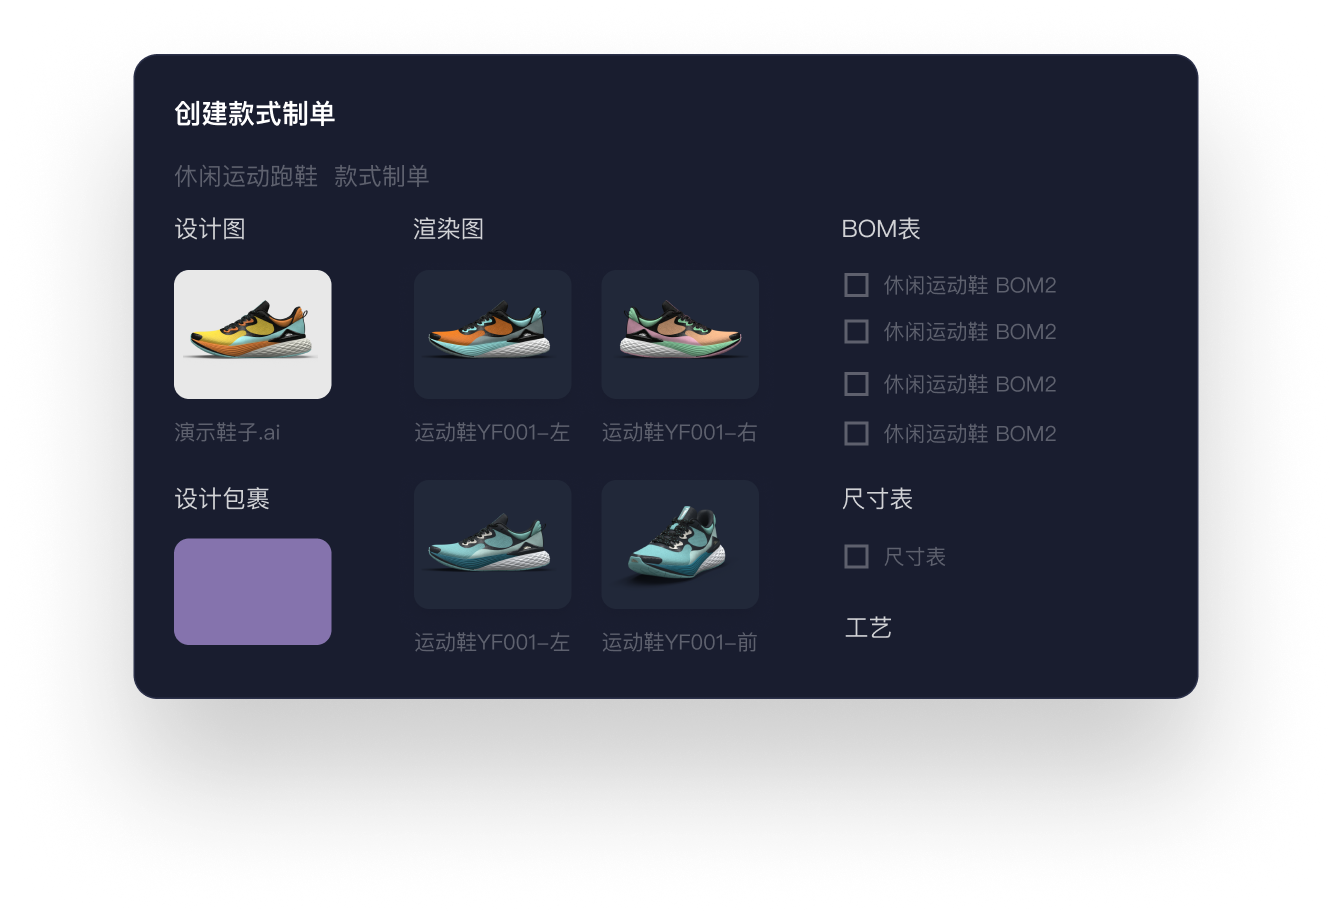 创建款式制单
休闲运动跑鞋 款式制单
设计图
演示鞋子.ai
设计包裹
渲染图
运动鞋YF001-左
运动鞋YF001-右
运动鞋YF001-左
运动鞋YF001-前
BOM表
休闲运动鞋 BOM2
休闲运动鞋 BOM2
休闲运动鞋 BOM2
休闲运动鞋 BOM2
尺寸表
尺寸表
工艺